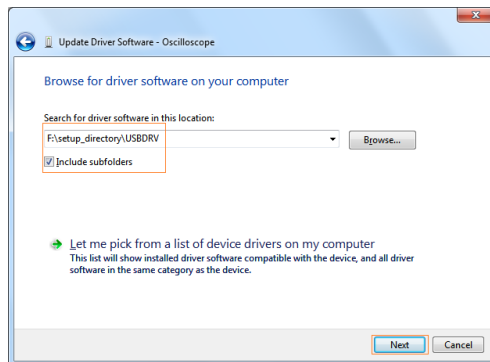 Update Driver Software - Oscilloscope
Browse for driver software on your computer
Search for driver software in this location:
F:\setup_directory\USBDRV
Browse...
Include subfolders
Let me pick from a list of device drivers on my computer
This list will show installed driver software compatible with the device, and all driver
software in the same category as the device.
Next
Cancel